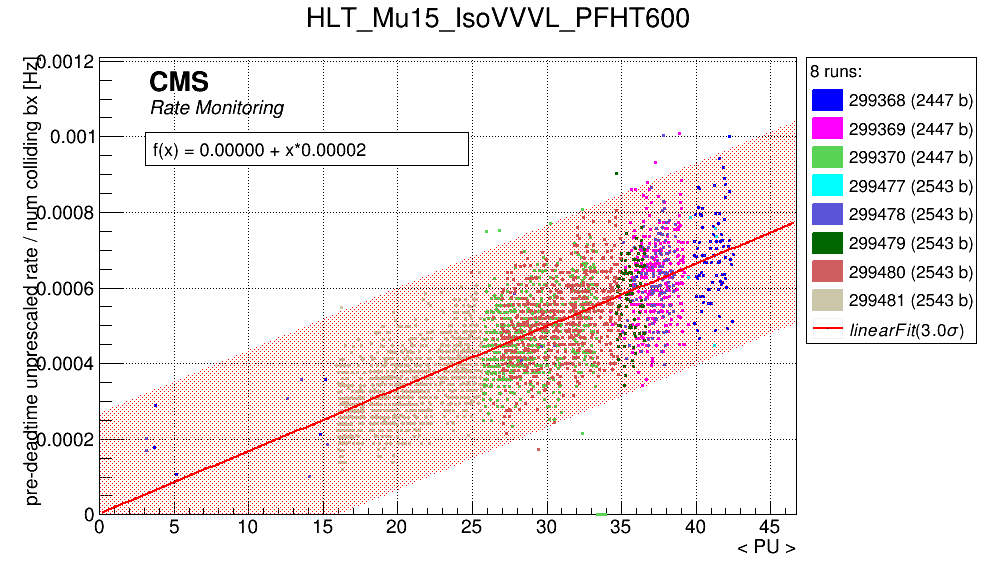 HLT_Mu15_IsoVVVL_PFHT600
pre-deadtime unprescaled rate / num colliding bx [Hz]
0.0012
0.001
0.0008
0.0006
0.0004
0.0002
0
CMS
Rate Monitoring
f(x) = 0.00000 + x*0.00002
0 5 10 15 20 25 30 35 40 45
< PU >
8 runs:
299368 (2447 b)
299369 (2447 b)
299370 (2447 b)
299477 (2543 b)
299478 (2543 b)
299479 (2543 b)
299480 (2543 b)
299481 (2543 b)
linearFit(3.0σ)